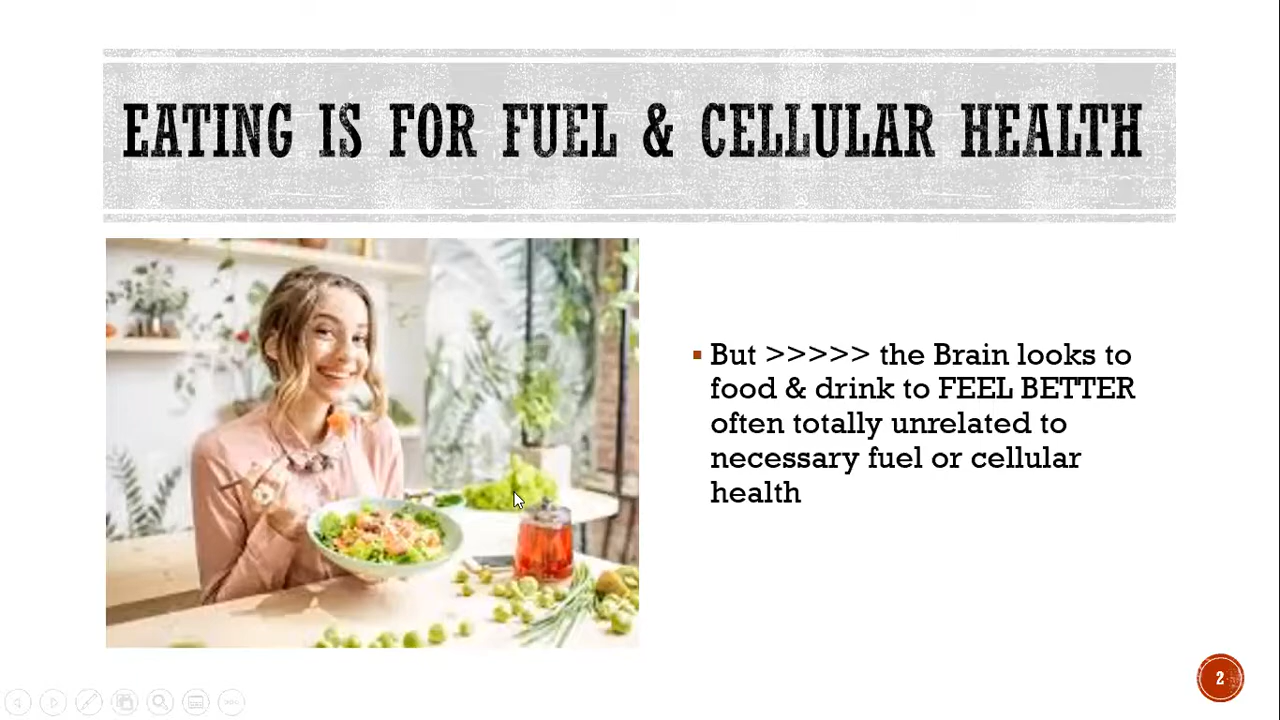 EATING IS FOR FUEL & CELLULAR HEALTH
But >>>>> the Brain looks to
food & drink to FEEL BETTER
often totally unrelated to
necessary fuel or cellular
health
2